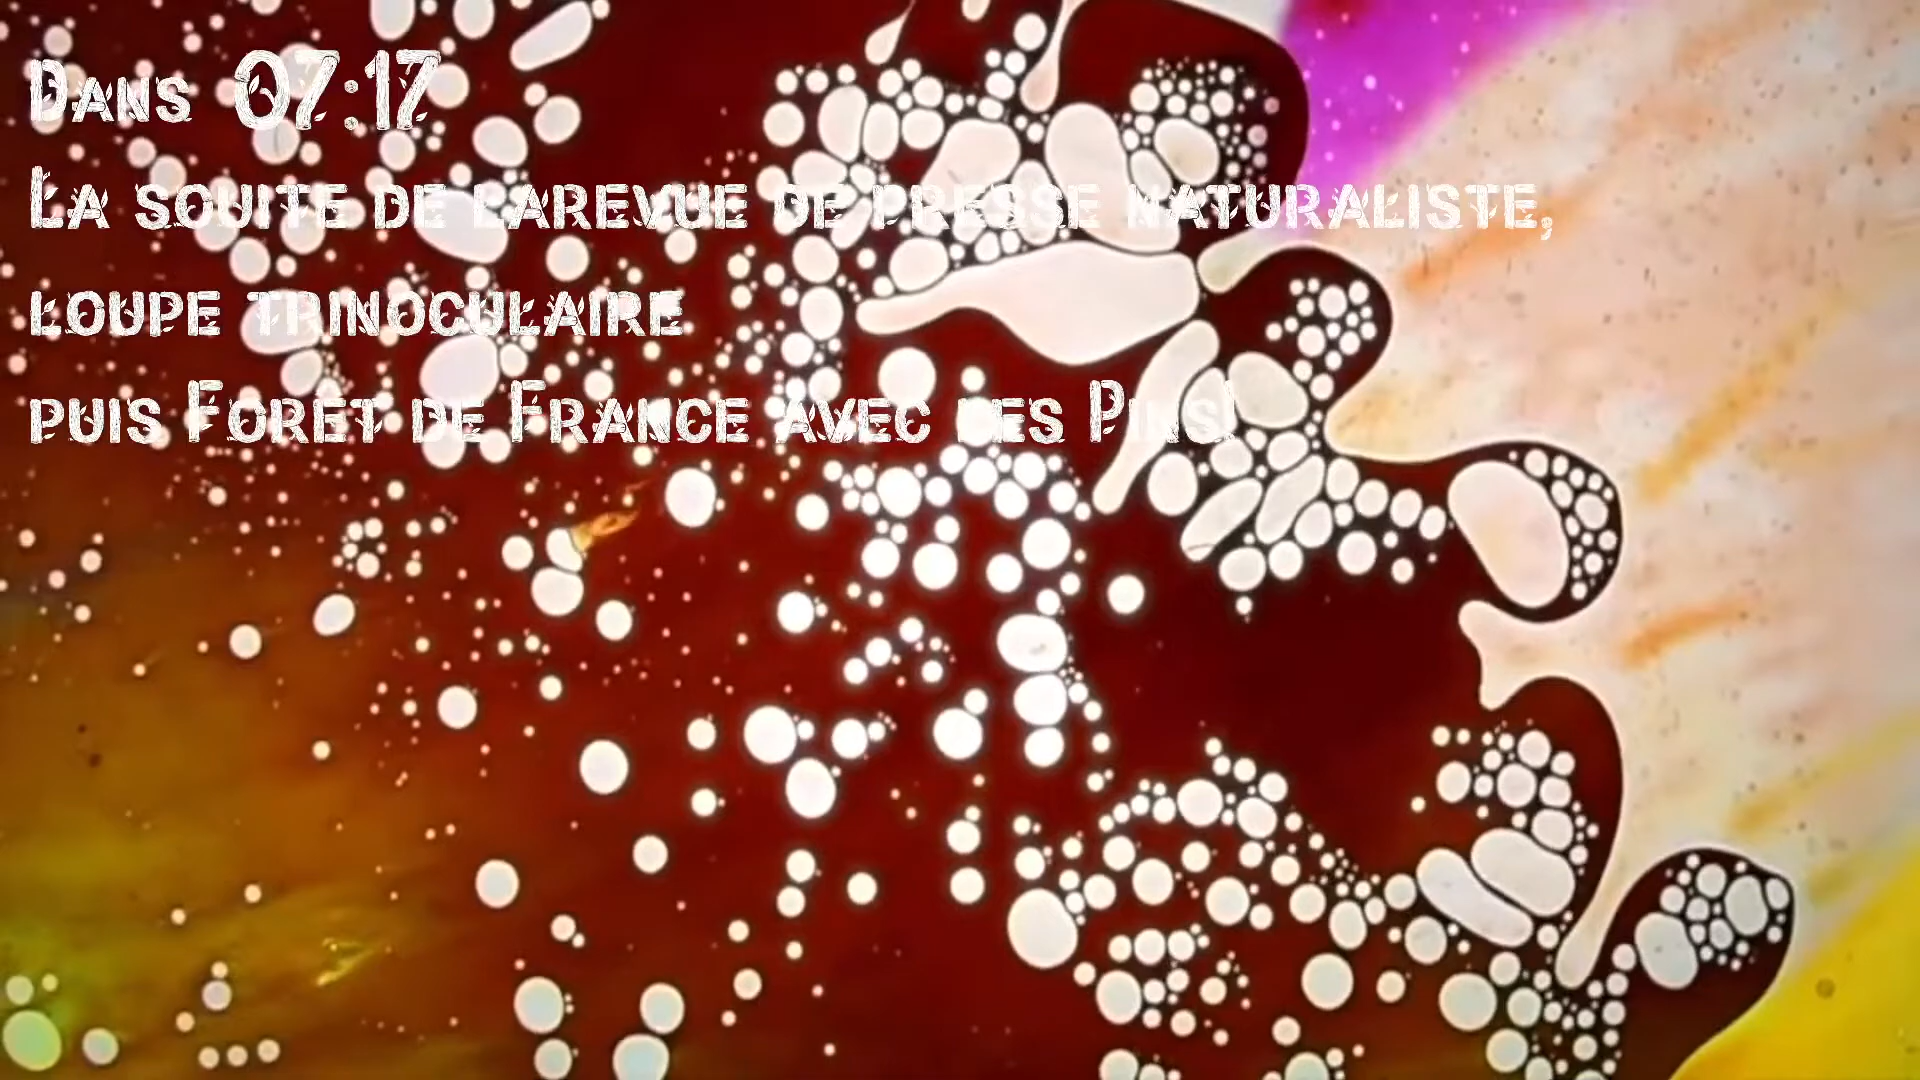 Dans 07:17
La souite de larevue de presse naturaliste,
loupe trinoculaire
puis Foret de France avec les Pins!